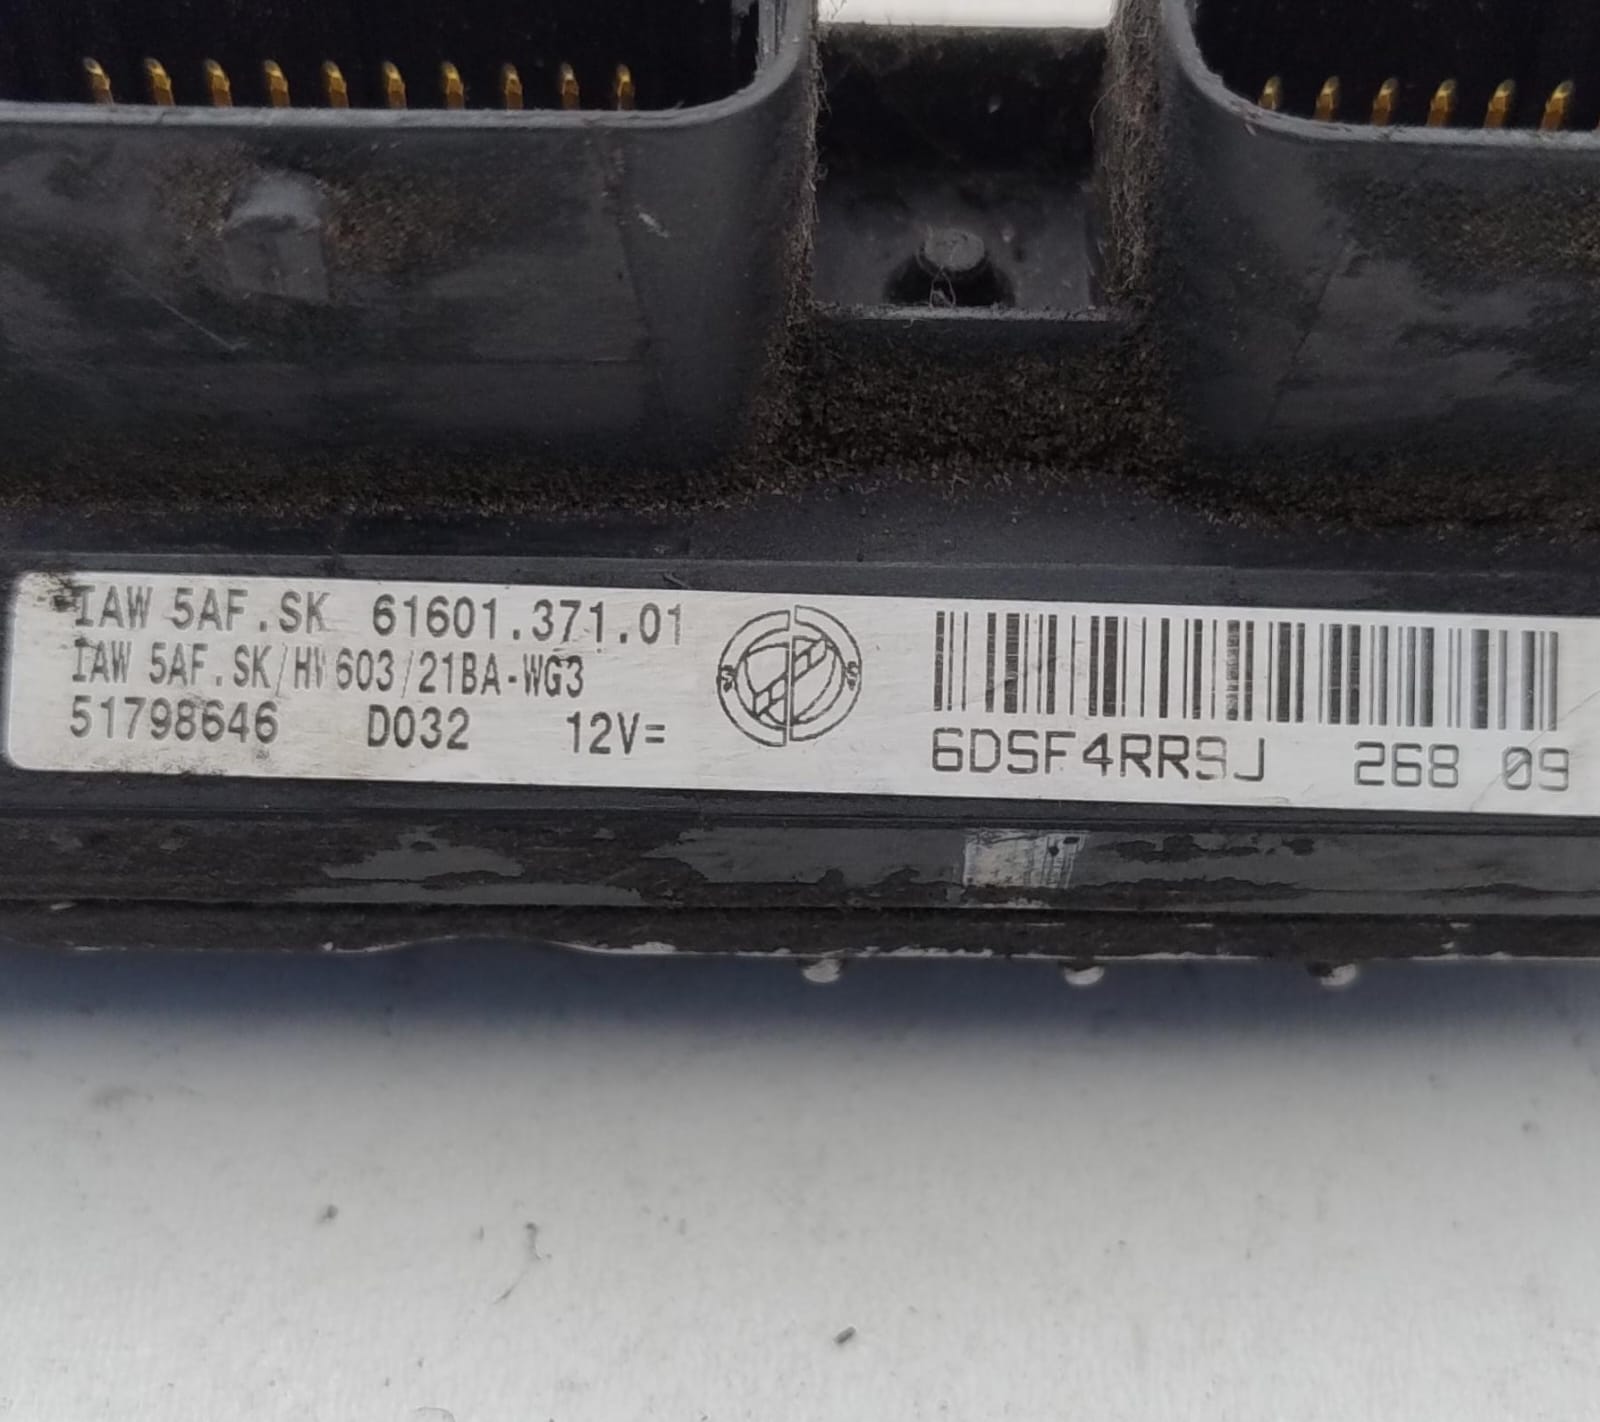 IAW 5AF.SK 61601.371.01
IAW 5AF.SK/HW603/21BA-WG3
51798646 D032 12V=
6DSF4RR9J 268 09